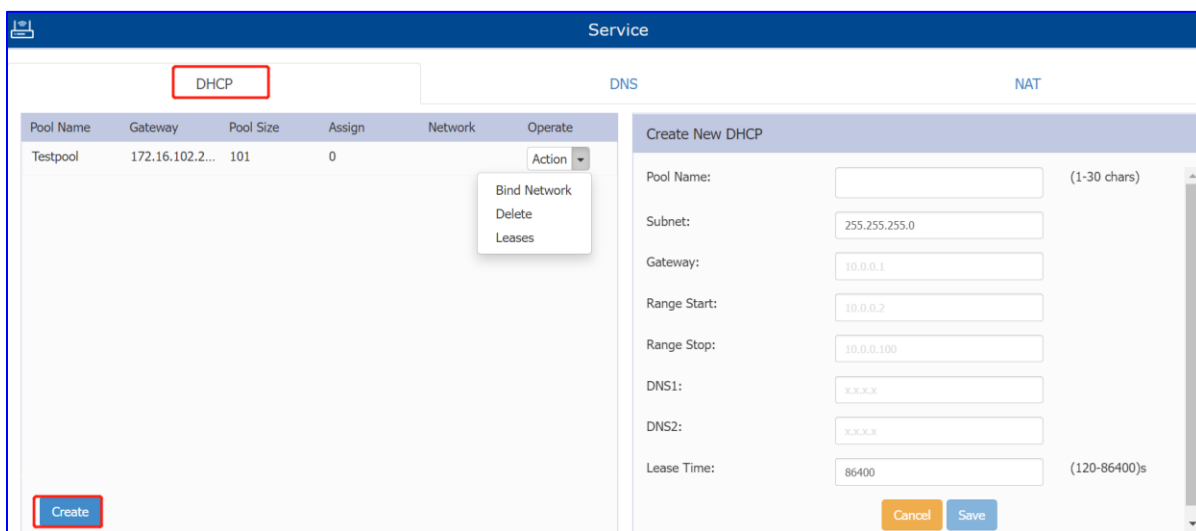 Service
DHCP DNS NAT
Pool Name Gateway Pool Size Assign Network Operate
Testpool 172.16.102.2... 101 0 Action
Bind Network
Delete
Leases
Create
Create New DHCP
Pool Name: (1-30 chars)
Subnet: 255.255.255.0
Gateway: 10.0.0.1
Range Start: 10.0.0.2
Range Stop: 10.0.0.100
DNS1: x.x.x.x
DNS2: x.x.x.x
Lease Time: 86400 (120-86400)s
Cancel Save